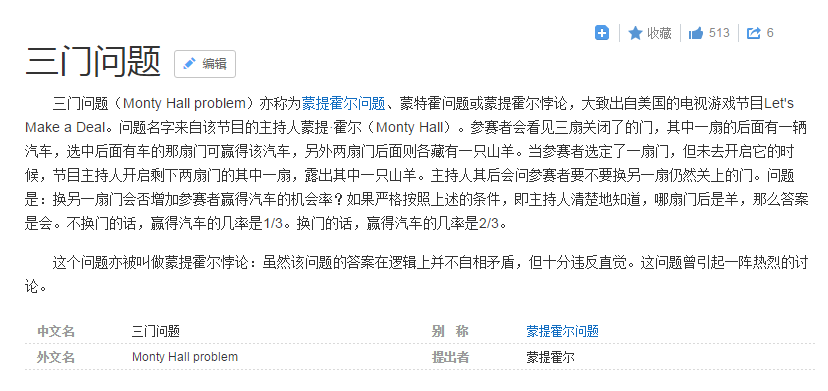 收藏 513 6
三门问题 编辑
三门问题（Monty Hall problem）亦称为蒙提霍尔问题、蒙特霍问题或蒙提霍尔悖论，大致出自美国的电视游戏节目Let's
Make a Deal。问题名字来自该节目的主持人蒙提·霍尔（Monty Hall）。参赛者会看见三扇关闭了的门，其中一扇的后面有一辆
汽车，选中后面有车的那扇门可赢得该汽车，另外两扇门后面则各藏有一只山羊。当参赛者选定了一扇门，但未去开启它的时
候，节目主持人开启剩下两扇门的其中一扇，露出其中一只山羊。主持人其后会问参赛者要不要换另一扇仍然关上的门。问题
是：换另一扇门会否增加参赛者赢得汽车的机会率？如果严格按照上述的条件，即主持人清楚地知道，哪扇门后是羊，那么答案
是会。不换门的话，赢得汽车的几率是1/3。换门的话，赢得汽车的几率是2/3。
这个问题亦被叫做蒙提霍尔悖论：虽然该问题的答案在逻辑上并不自相矛盾，但十分违反直觉。这问题曾引起一阵热烈的讨
论。
中文名 三门问题 别 称 蒙提霍尔问题
外文名 Monty Hall problem 提出者 蒙提霍尔